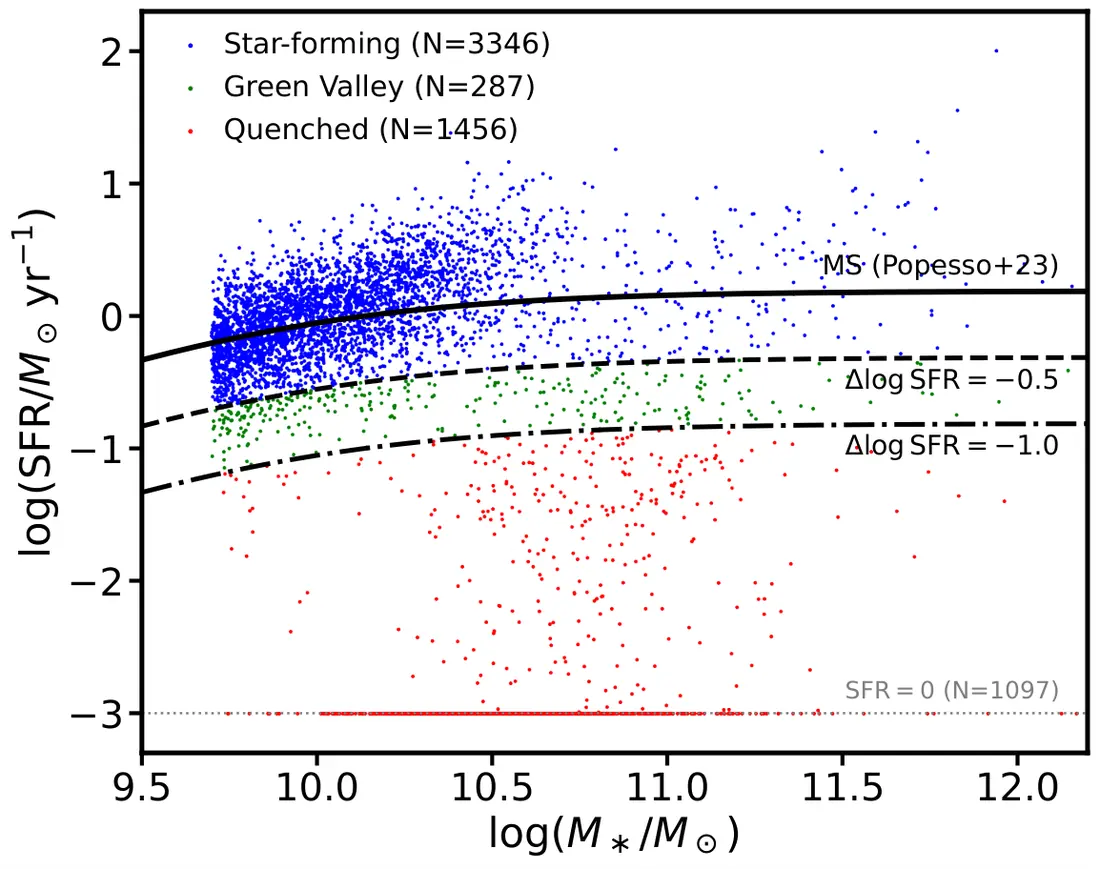 Star-forming (N=3346)
Green Valley (N=287)
Quenched (N=1456)
MS (Popesso+23)
Δlog SFR = −0.5
Δlog SFR = −1.0
SFR = 0 (N=1097)
2
1
0
−1
−2
−3
log(SFR/M⊙ yr⁻¹)
9.5 10.0 10.5 11.0 11.5 12.0
log(M∗/M⊙)